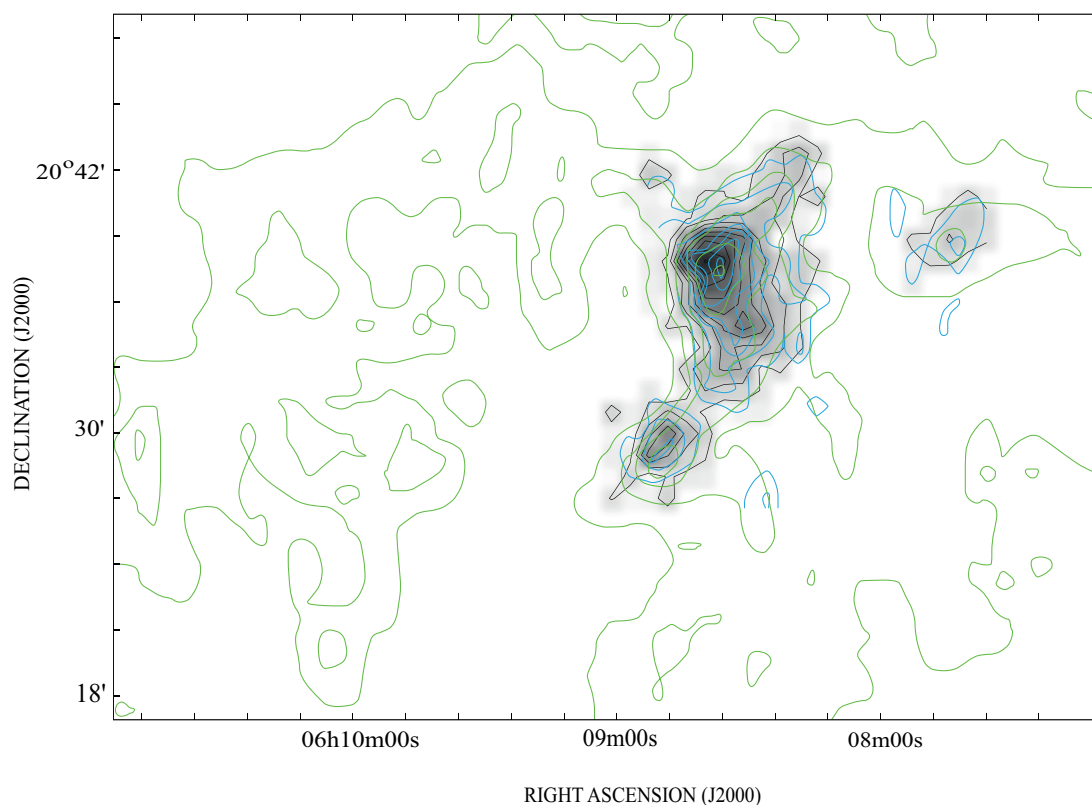 20°42'
30'
18'
DECLINATION (J2000)
06h10m00s 09m00s 08m00s
RIGHT ASCENSION (J2000)